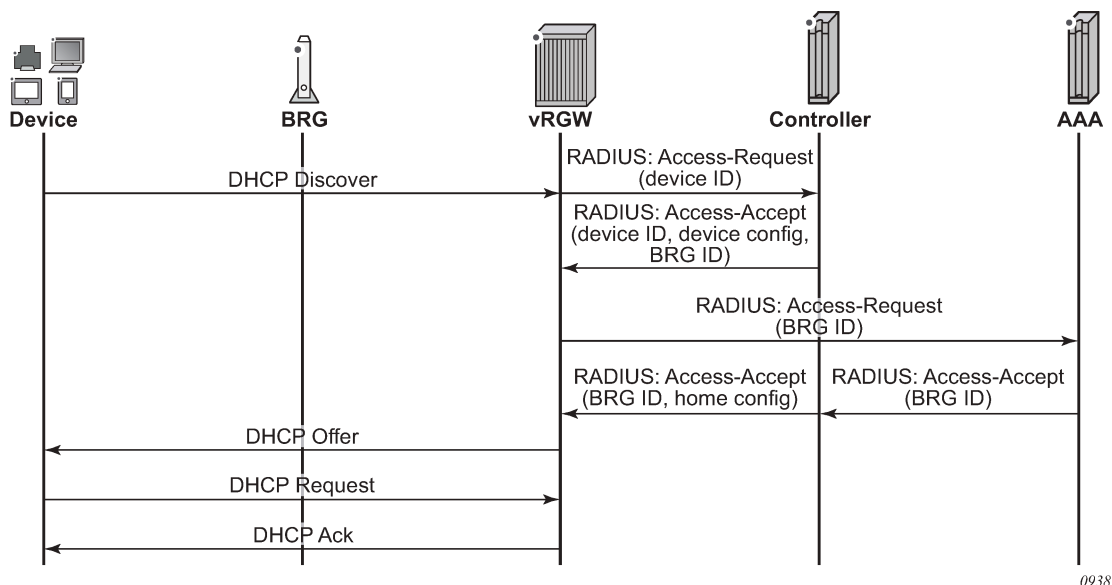 Device
BRG
vRGW
Controller
AAA
DHCP Discover
RADIUS: Access-Request
(device ID)
RADIUS: Access-Accept
(device ID, device config,
BRG ID)
RADIUS: Access-Request
(BRG ID)
RADIUS: Access-Accept
(BRG ID, home config)
RADIUS: Access-Accept
(BRG ID)
DHCP Offer
DHCP Request
DHCP Ack
0938